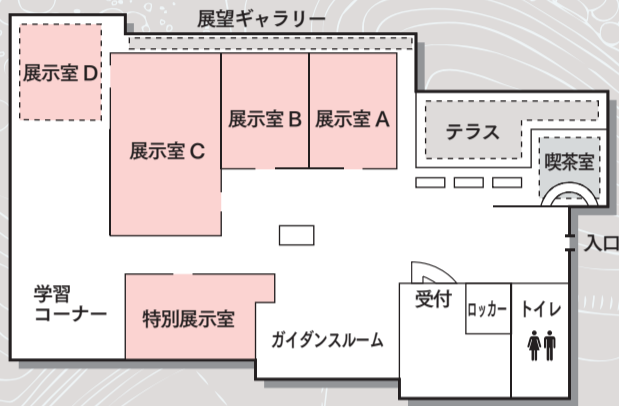 展望ギャラリー
展示室 D
展示室 C
展示室 B
展示室 A
テラス
喫茶室
入口
学習
コーナー
特別展示室
ガイダンスルーム
受付
ロッカー
トイレ